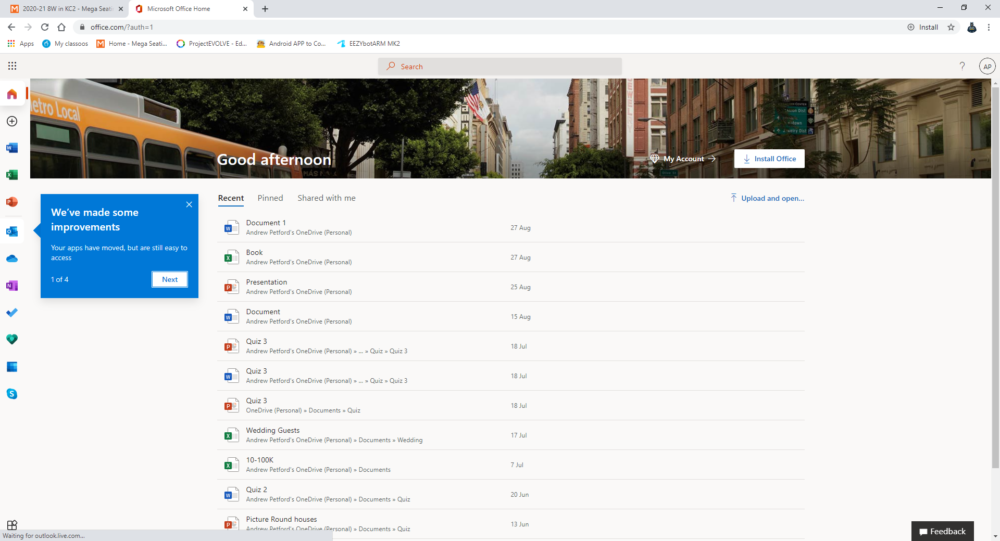 2020-21 8W in KC2 - Mega Seati
Microsoft Office Home
office.com/?auth=1
Install
Apps
My classoos
Home - Mega Seati...
ProjectEVOLVE - Ed...
Android APP to Co...
EEZYbotARM MK2
Search
?
AP
etro Local
Good afternoon
My Account
Install Office
Recent
Pinned
Shared with me
Upload and open...
We've made some
improvements
Your apps have moved, but are still easy to
access
1 of 4
Next
Document 1
Andrew Petford's OneDrive (Personal)
27 Aug
Book
Andrew Petford's OneDrive (Personal)
27 Aug
Presentation
Andrew Petford's OneDrive (Personal)
25 Aug
Document
Andrew Petford's OneDrive (Personal)
15 Aug
Quiz 3
Andrew Petford's OneDrive (Personal) » ... » Quiz » Quiz 3
18 Jul
Quiz 3
Andrew Petford's OneDrive (Personal) » ... » Quiz » Quiz 3
18 Jul
Quiz 3
OneDrive (Personal) » Documents » Quiz
18 Jul
Wedding Guests
Andrew Petford's OneDrive (Personal) » Documents » Wedding
17 Jul
10-100K
Andrew Petford's OneDrive (Personal) » Documents
7 Jul
Quiz 2
Andrew Petford's OneDrive (Personal) » Documents » Quiz
20 Jun
Picture Round houses
Andrew Petford's OneDrive (Personal) » Documents » Quiz
13 Jun
Waiting for outlook.live.com...
Feedback